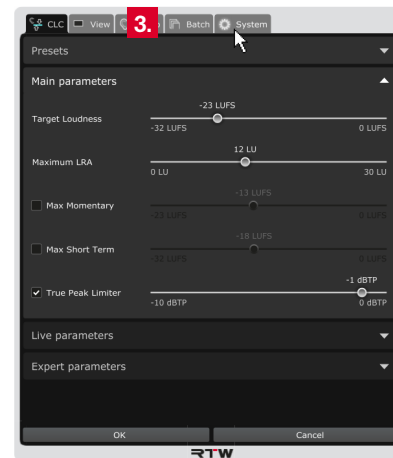 CLC View 3. Batch System
Presets
Main parameters
-23 LUFS
Target Loudness
-32 LUFS 0 LUFS
12 LU
Maximum LRA
0 LU 30 LU
-13 LUFS
Max Momentary
-23 LUFS 0 LUFS
-18 LUFS
Max Short Term
-32 LUFS 0 LUFS
-1 dBTP
True Peak Limiter
-10 dBTP 0 dBTP
Live parameters
Expert parameters
OK Cancel
RTW